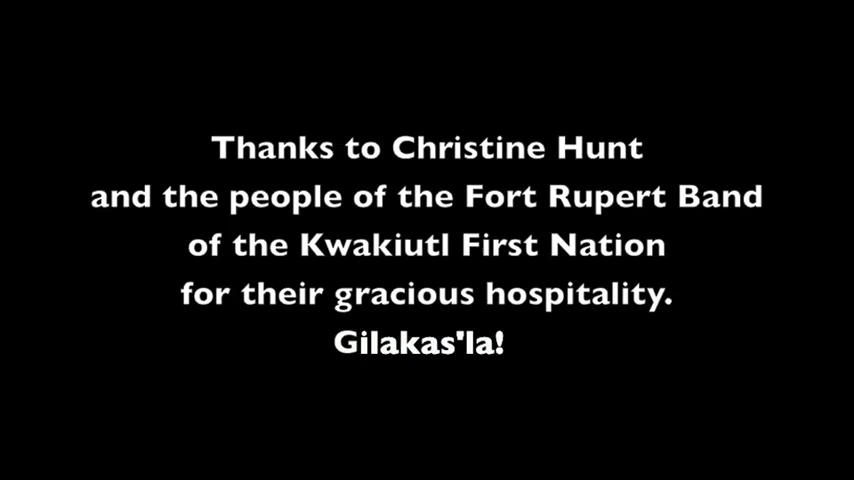 Thanks to Christine Hunt
and the people of the Fort Rupert Band
of the Kwakiutl First Nation
for their gracious hospitality.
Gilakas'la!